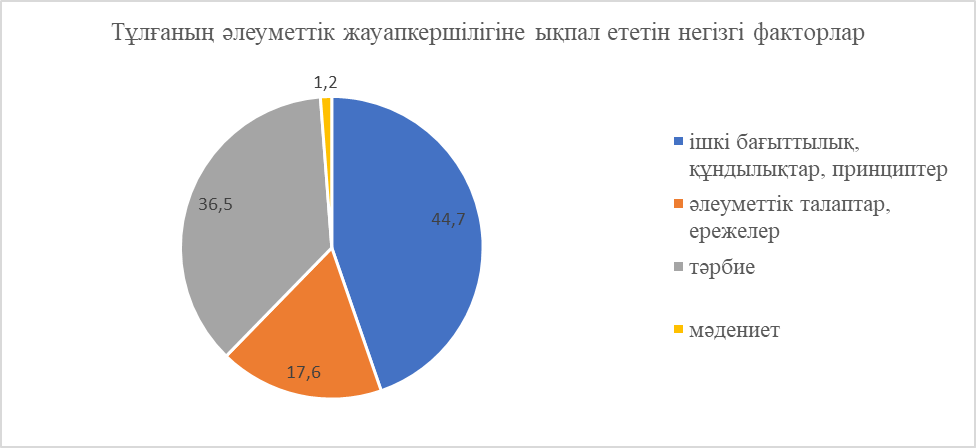 Тұлғаның әлеуметтік жауапкершілігіне ықпал ететін негізгі факторлар
1,2
44,7
36,5
17,6
ішкі бағыттылық,
құндылықтар, принциптер
әлеуметтік талаптар,
ережелер
тәрбие
мәдениет